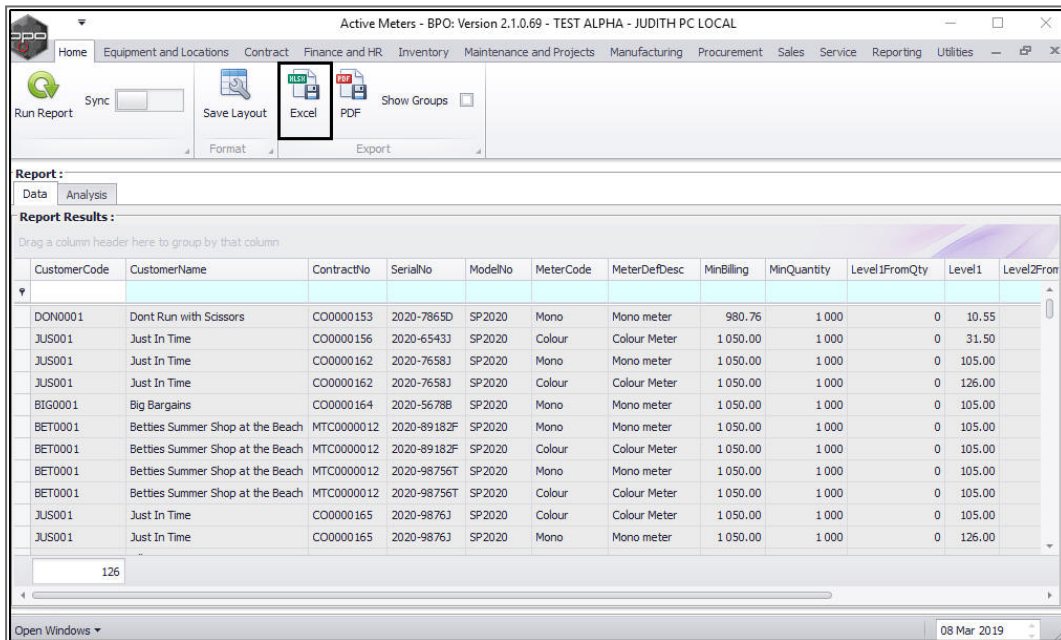 Active Meters - BPO: Version 2.1.0.69 - TEST ALPHA - JUDITH PC LOCAL
bpo
Home Equipment and Locations Contract Finance and HR Inventory Maintenance and Projects Manufacturing Procurement Sales Service Reporting Utilities
XLSX PDF
Sync Show Groups
Run Report Save Layout Excel PDF
Format Export
Report :
Data Analysis
Report Results :
Drag a column header here to group by that column
CustomerCode CustomerName ContractNo SerialNo ModelNo MeterCode MeterDefDesc MinBilling MinQuantity Level1FromQty Level1 Level2From
DON0001 Dont Run with Scissors CO0000153 2020-7865D SP2020 Mono Mono meter 980.76 1 000 0 10.55
JUS001 Just In Time CO0000156 2020-6543J SP2020 Colour Colour Meter 1 050.00 1 000 0 31.50
JUS001 Just In Time CO0000162 2020-7658J SP2020 Mono Mono meter 1 050.00 1 000 0 105.00
JUS001 Just In Time CO0000162 2020-7658J SP2020 Colour Colour Meter 1 050.00 1 000 0 126.00
BIG0001 Big Bargains CO0000164 2020-5678B SP2020 Mono Mono meter 1 050.00 1 000 0 105.00
BET0001 Betties Summer Shop at the Beach MTC0000012 2020-89182F SP2020 Mono Mono meter 1 050.00 1 000 0 105.00
BET0001 Betties Summer Shop at the Beach MTC0000012 2020-89182F SP2020 Colour Colour Meter 1 050.00 1 000 0 105.00
BET0001 Betties Summer Shop at the Beach MTC0000012 2020-98756T SP2020 Mono Mono meter 1 050.00 1 000 0 105.00
BET0001 Betties Summer Shop at the Beach MTC0000012 2020-98756T SP2020 Colour Colour Meter 1 050.00 1 000 0 105.00
JUS001 Just In Time CO0000165 2020-9876J SP2020 Colour Colour Meter 1 050.00 1 000 0 105.00
JUS001 Just In Time CO0000165 2020-9876J SP2020 Mono Mono meter 1 050.00 1 000 0 126.00
126
Open Windows 08 Mar 2019